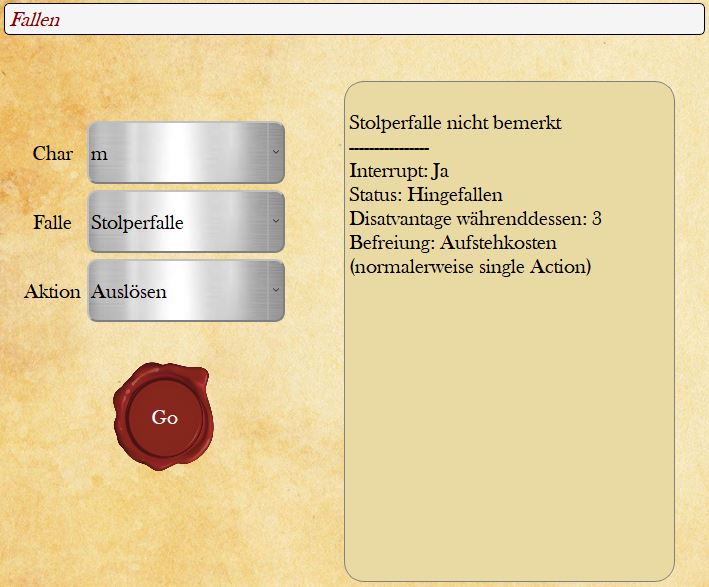 Fallen
Char
m
Falle
Stolperfalle
Aktion
Auslösen
Go
Stolperfalle nicht bemerkt
----------------
Interrupt: Ja
Status: Hingefallen
Disatvantage währenddessen: 3
Befreiung: Aufstehkosten
(normalerweise single Action)